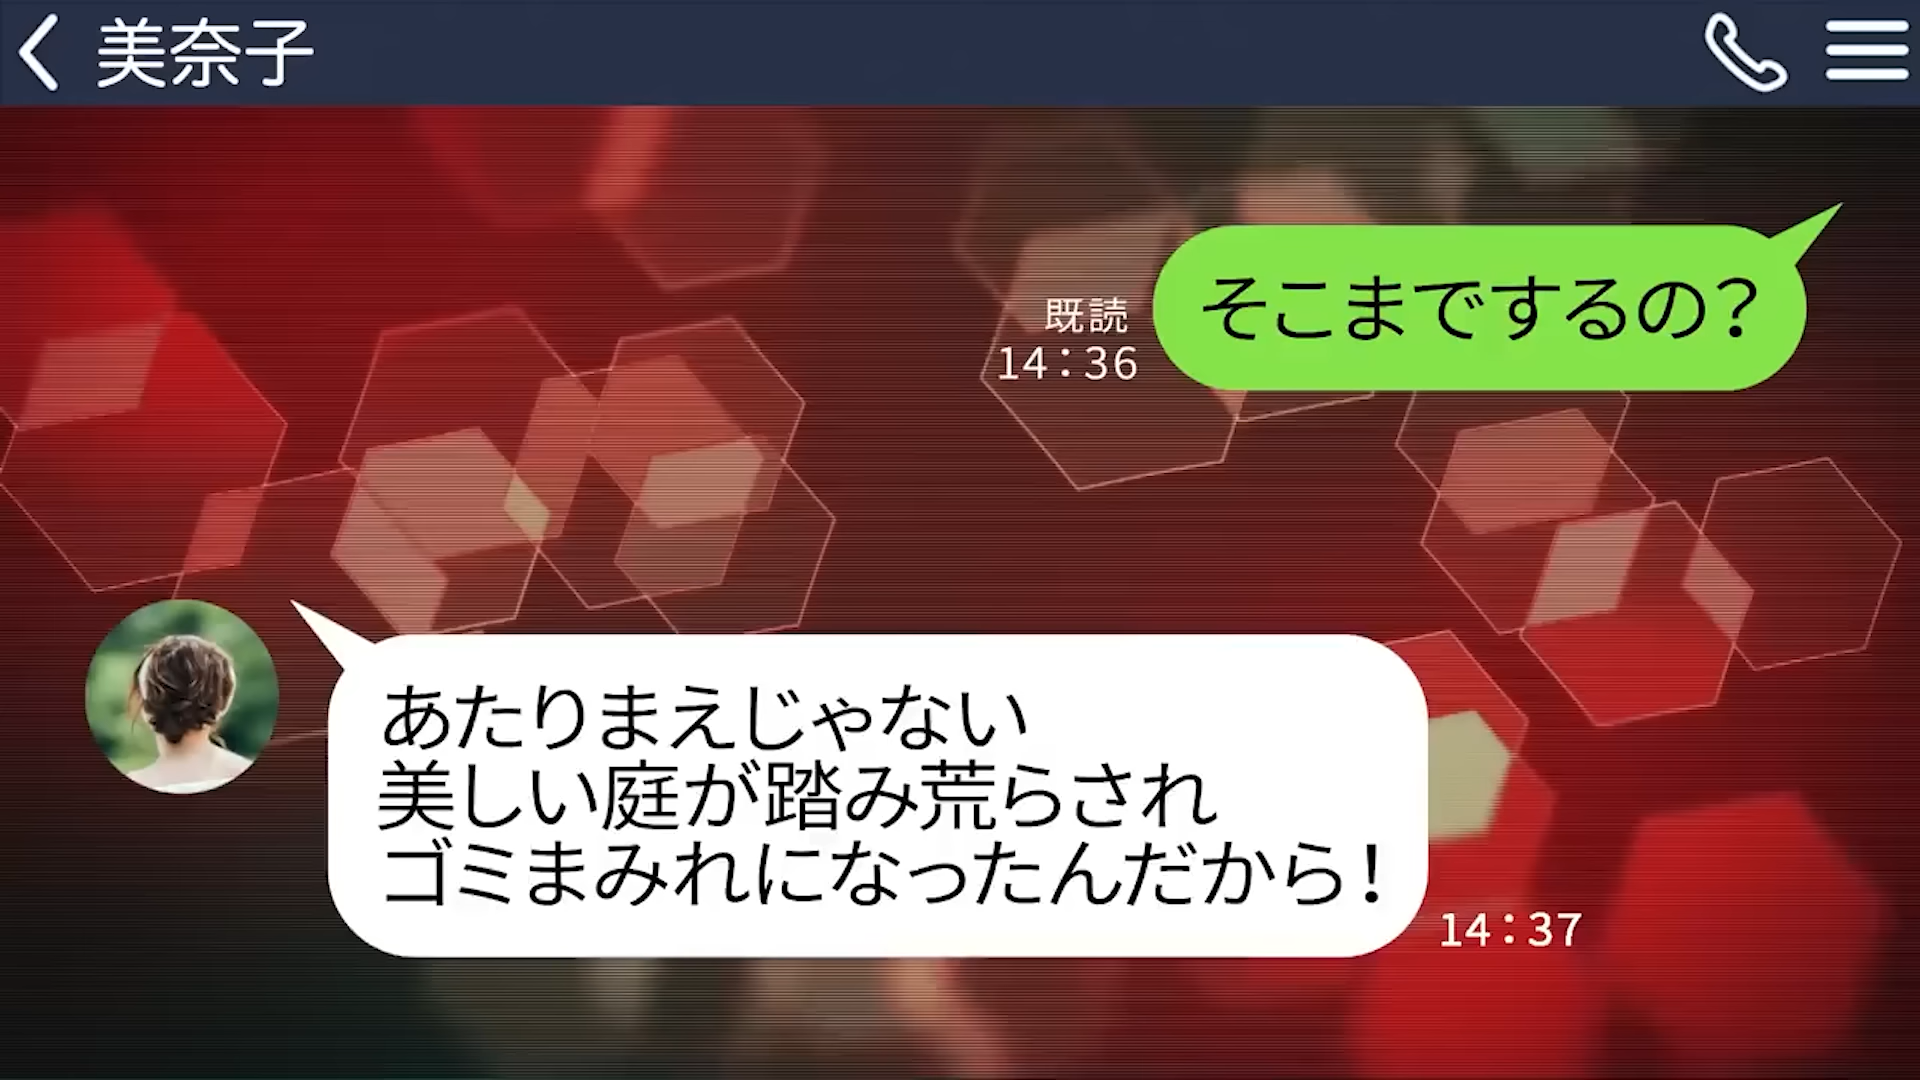 美奈子
そこまでするの？
既読
14：36
あたりまえじゃない
美しい庭が踏み荒らされ
ゴミまみれになったんだから！
14：37